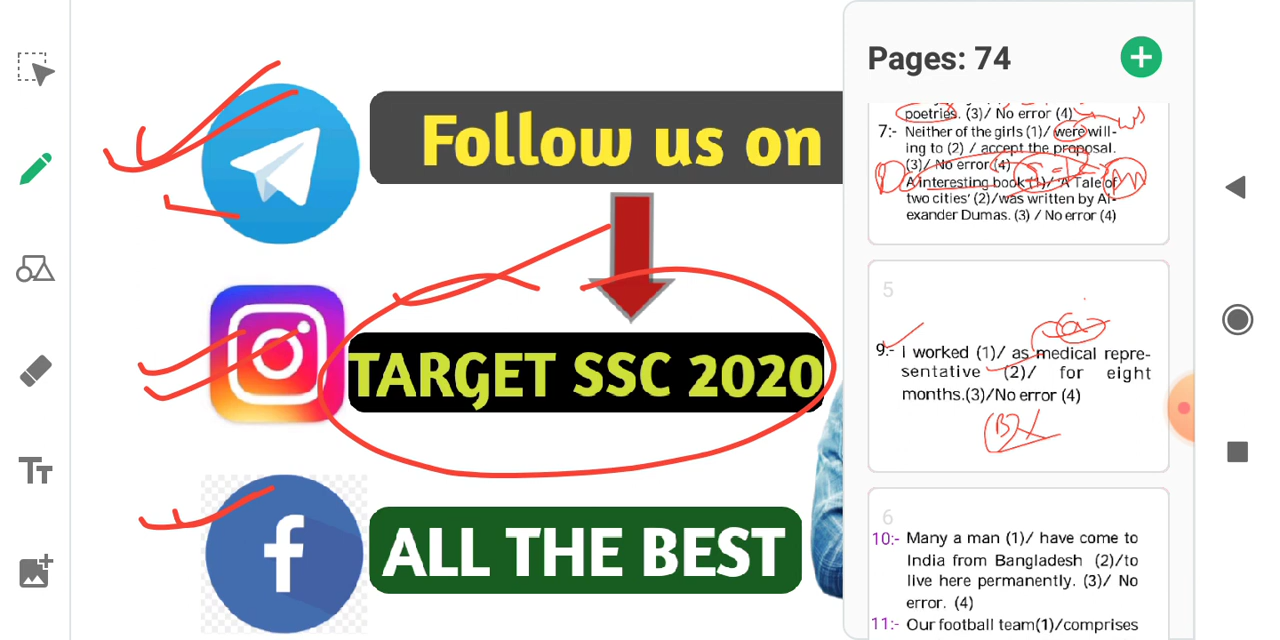 Follow us on
TARGET SSC 2020
f
ALL THE BEST
TT
Pages: 74
poetries. (3)/ No error (4)
7:- Neither of the girls (1)/ were will-
ing to (2) / accept the proposal.
(3)/ No error (4)
A interesting book (1)/ 'A Tale of
two cities' (2)/was written by Al-
exander Dumas. (3) / No error (4)
5
9:- I worked (1)/ as medical repre-
sentative (2)/ for eight
months.(3)/No error (4)
(a)
(B)
6
10:- Many a man (1)/ have come to
India from Bangladesh (2)/to
live here permanently. (3)/ No
error. (4)
11:- Our football team(1)/comprises